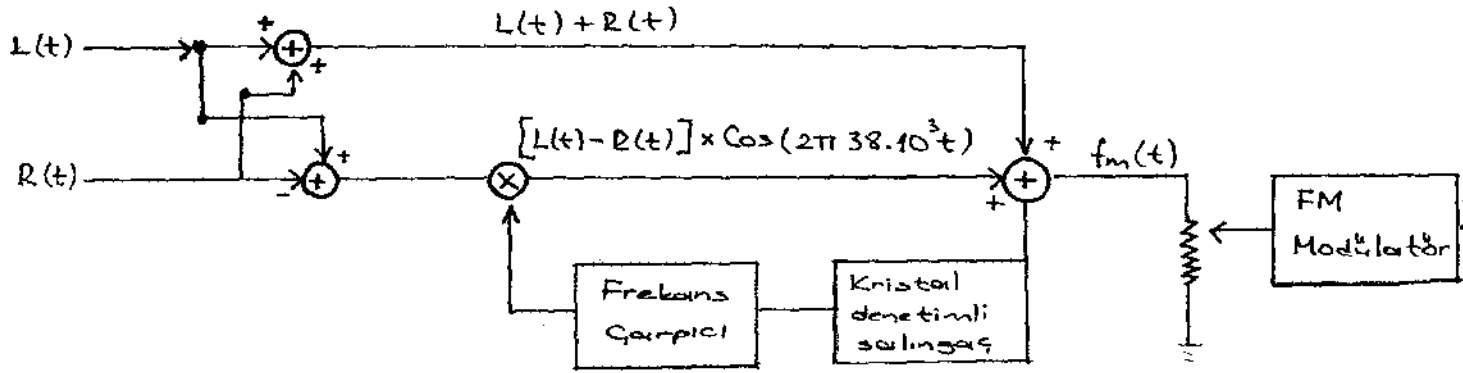 L(t) + R(t)
L(t)
[L(t) - R(t)] × Cos(2π 38.10³t)
R(t)
fm(t)
FM
Modülatör
Frekans
Çarpıcı
Kristal
denetimli
salıngaç